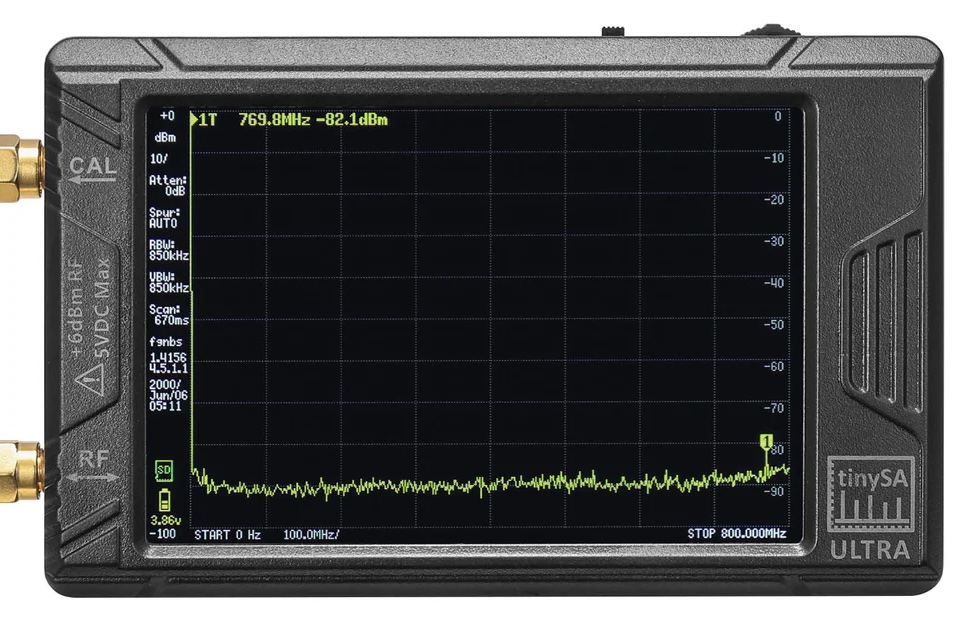 CAL
+6dBm RF
5VDC Max
RF
+0
dBm
10/
Atten:
0dB
Spur:
AUTO
RBW:
850kHz
VBW:
850kHz
Scan:
670ms
fgnbs
1.4156
4.5.1.1
2000/
Jun/06
05:11
SD
3.86v
-100
1T 769.8MHz -82.1dBm
0
-10
-20
-30
-40
-50
-60
-70
1
80
-90
START 0 Hz 100.0MHz/ STOP 800.000MHz
tinySA
ULTRA